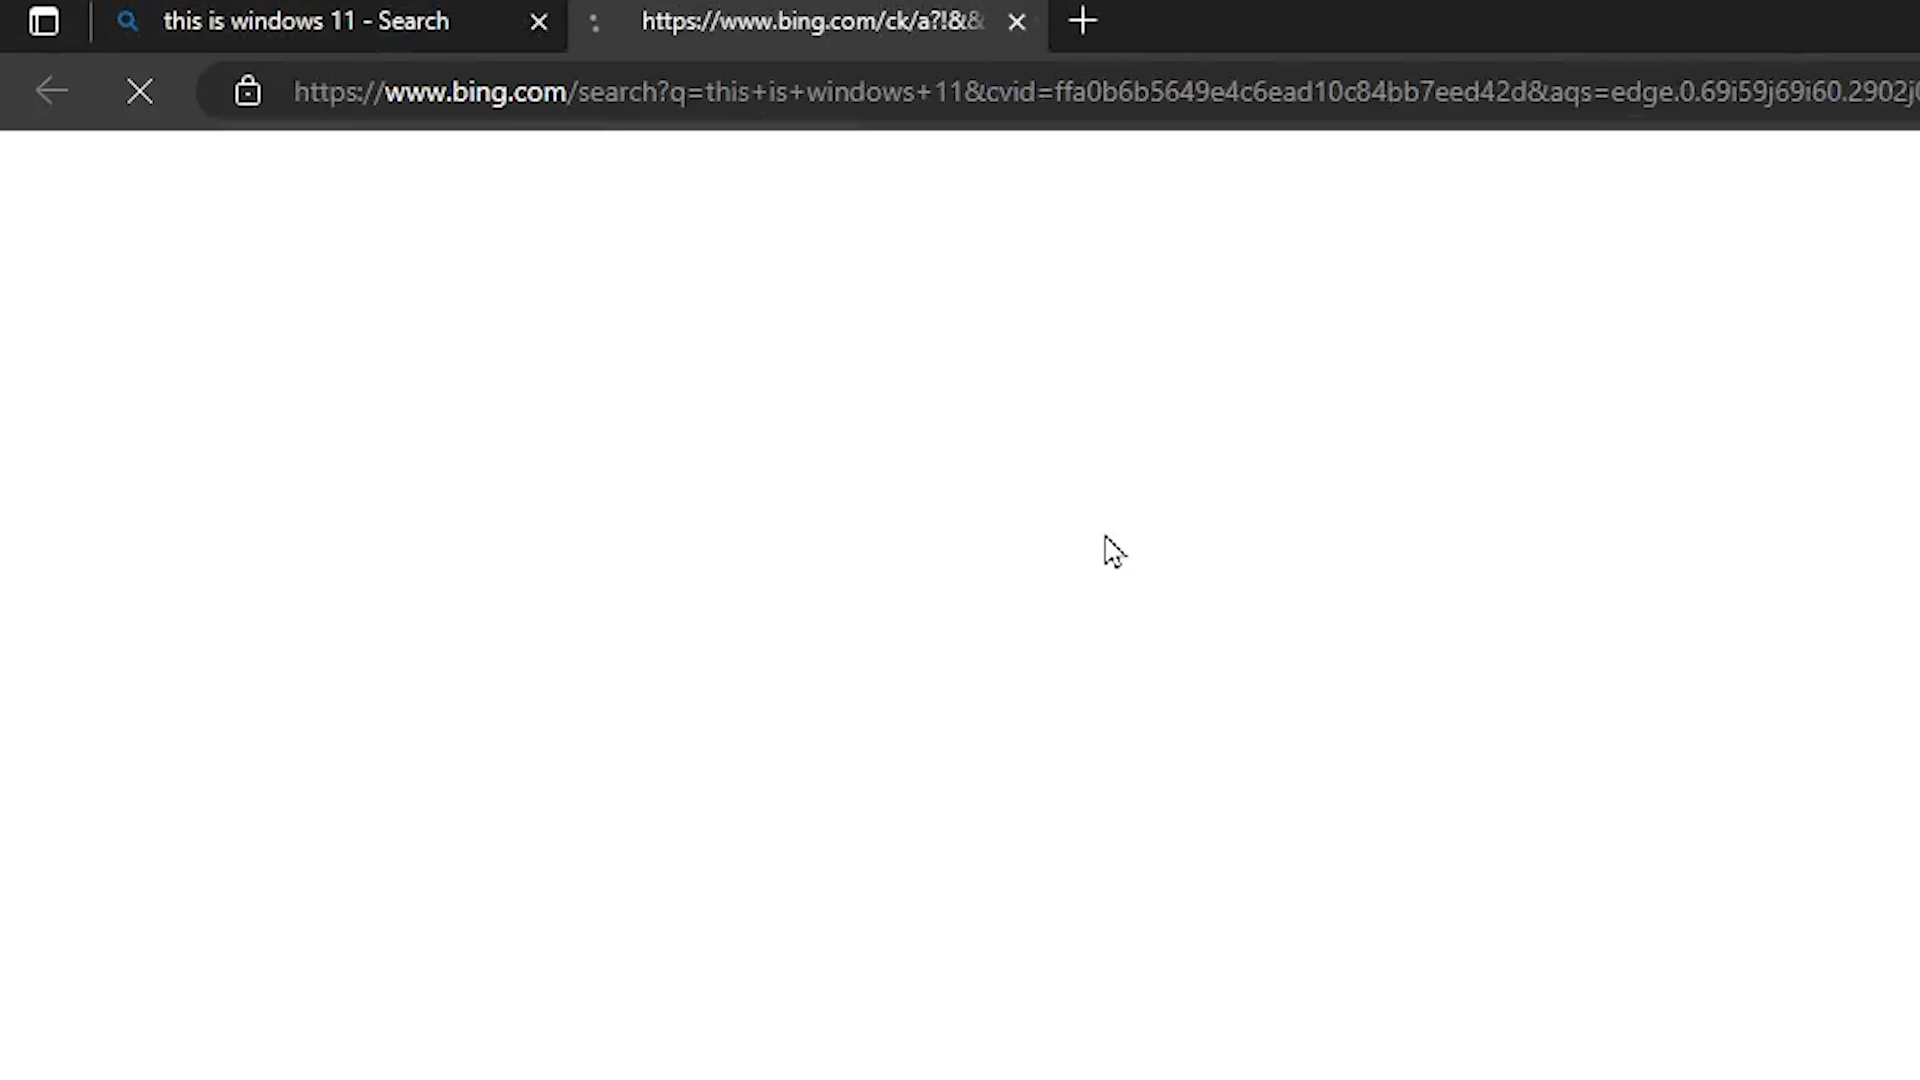 this is windows 11 - Search
https://www.bing.com/ck/a?!&&
https://www.bing.com/search?q=this+is+windows+11&cvid=ffa0b6b5649e4c6ead10c84bb7eed42d&aqs=edge.0.69i59j69i60.2902j